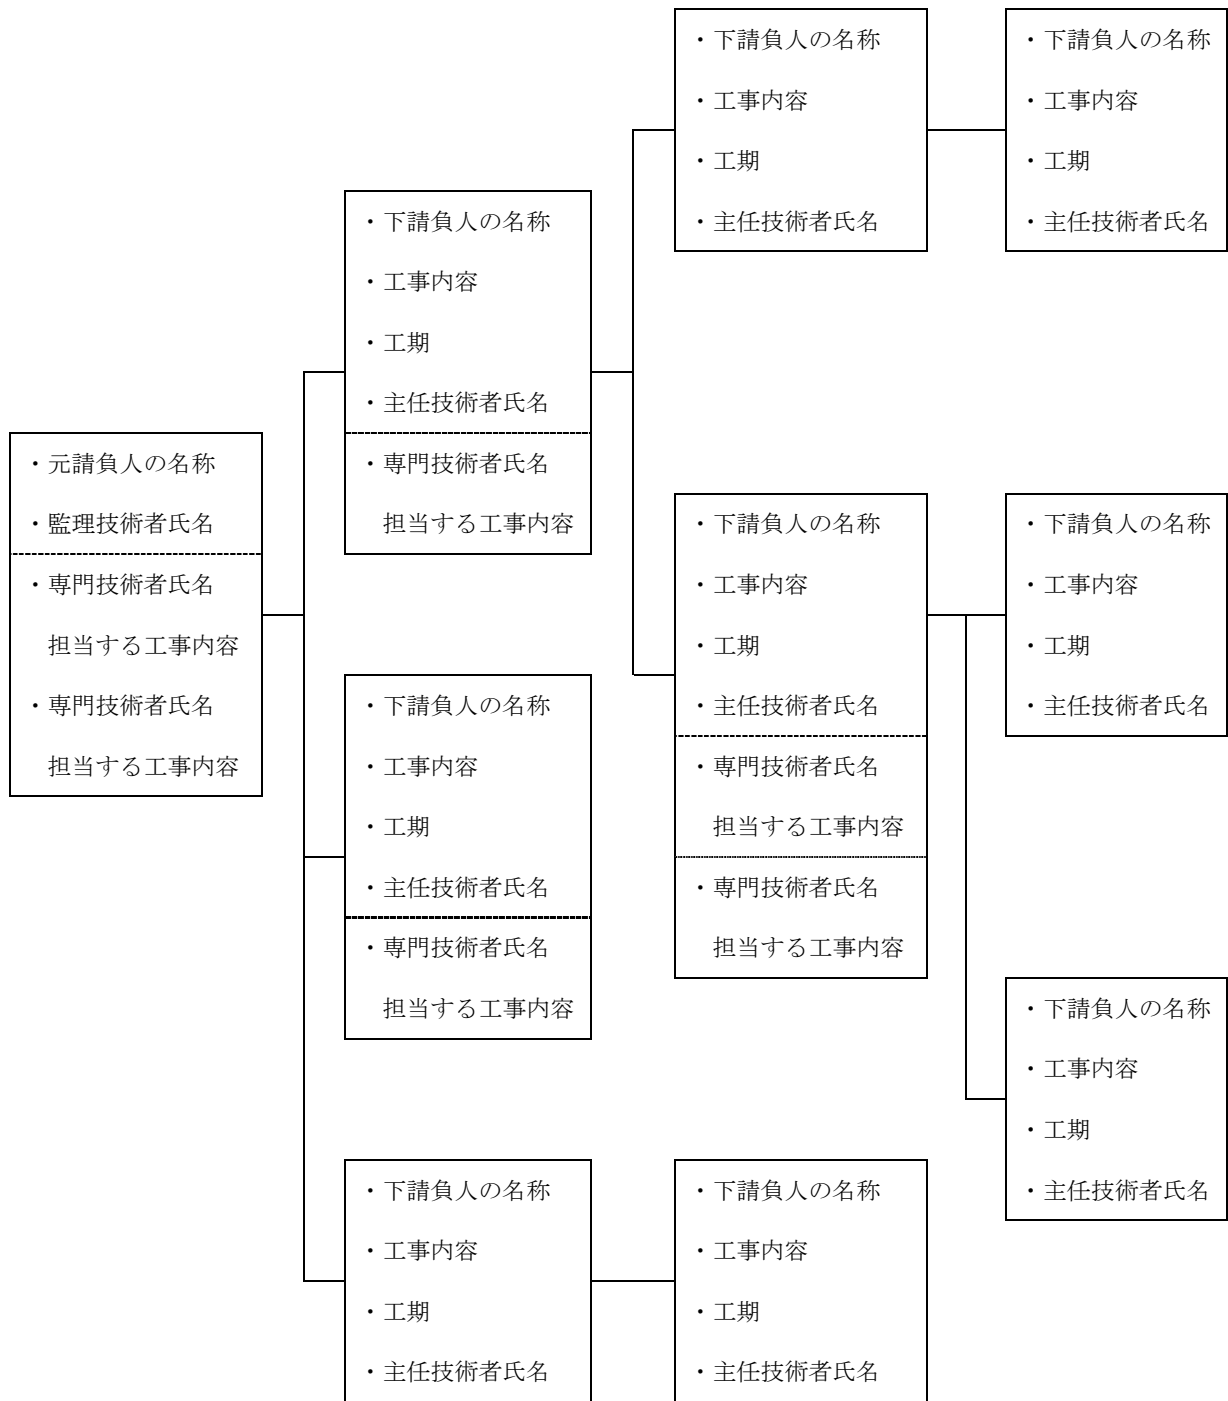 ・元請負人の名称
・監理技術者氏名
・専門技術者氏名
担当する工事内容
・専門技術者氏名
担当する工事内容
・下請負人の名称
・工事内容
・工期
・主任技術者氏名
・専門技術者氏名
担当する工事内容
・下請負人の名称
・工事内容
・工期
・主任技術者氏名
・専門技術者氏名
担当する工事内容
・下請負人の名称
・工事内容
・工期
・主任技術者氏名
・下請負人の名称
・工事内容
・工期
・主任技術者氏名
・下請負人の名称
・工事内容
・工期
・主任技術者氏名
・専門技術者氏名
担当する工事内容
・専門技術者氏名
担当する工事内容
・下請負人の名称
・工事内容
・工期
・主任技術者氏名
・下請負人の名称
・工事内容
・工期
・主任技術者氏名
・下請負人の名称
・工事内容
・工期
・主任技術者氏名
・下請負人の名称
・工事内容
・工期
・主任技術者氏名